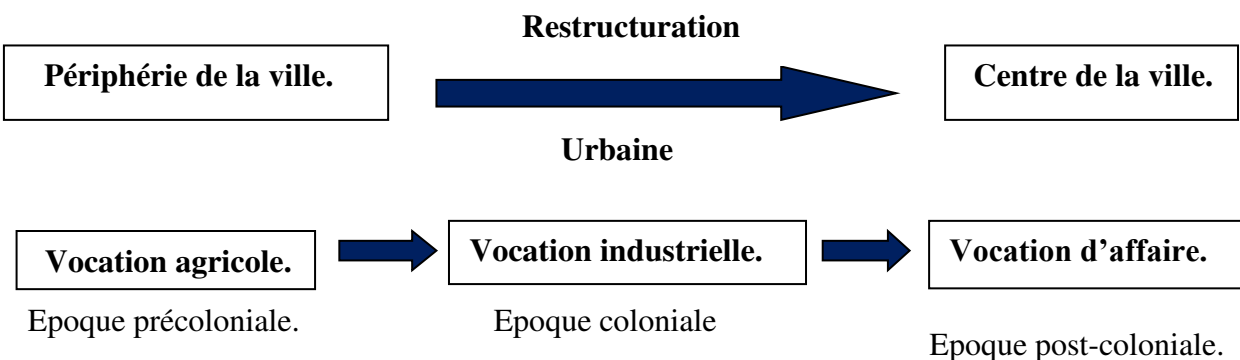 Restructuration
Périphérie de la ville.
Centre de la ville.
Urbaine
Vocation agricole.
Vocation industrielle.
Vocation d’affaire.
Epoque précoloniale.
Epoque coloniale
Epoque post-coloniale.